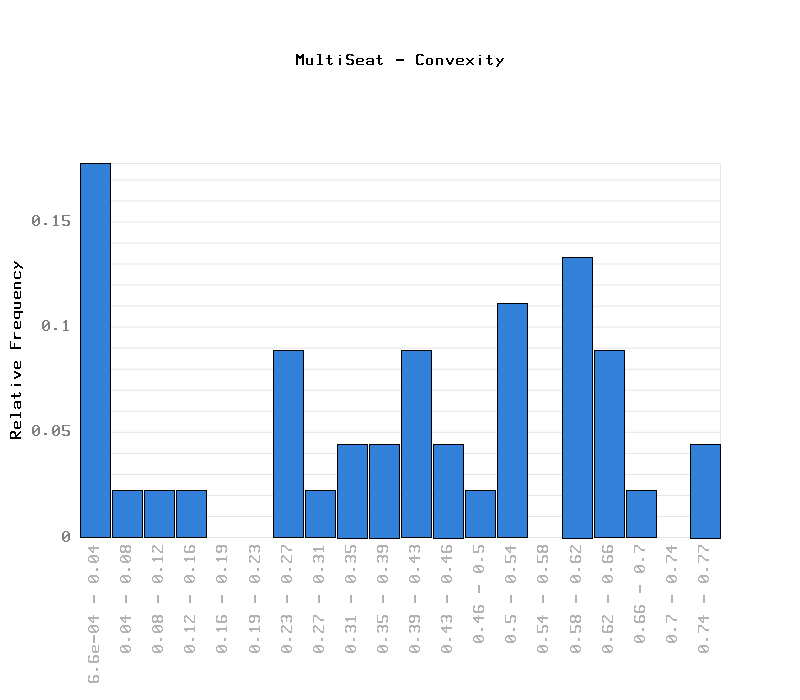 MultiSeat - Convexity
Relative Frequency
0.15
0.1
0.05
0
6.6e-04 - 0.04
0.04 - 0.08
0.08 - 0.12
0.12 - 0.16
0.16 - 0.19
0.19 - 0.23
0.23 - 0.27
0.27 - 0.31
0.31 - 0.35
0.35 - 0.39
0.39 - 0.43
0.43 - 0.46
0.46 - 0.5
0.5 - 0.54
0.54 - 0.58
0.58 - 0.62
0.62 - 0.66
0.66 - 0.7
0.7 - 0.74
0.74 - 0.77